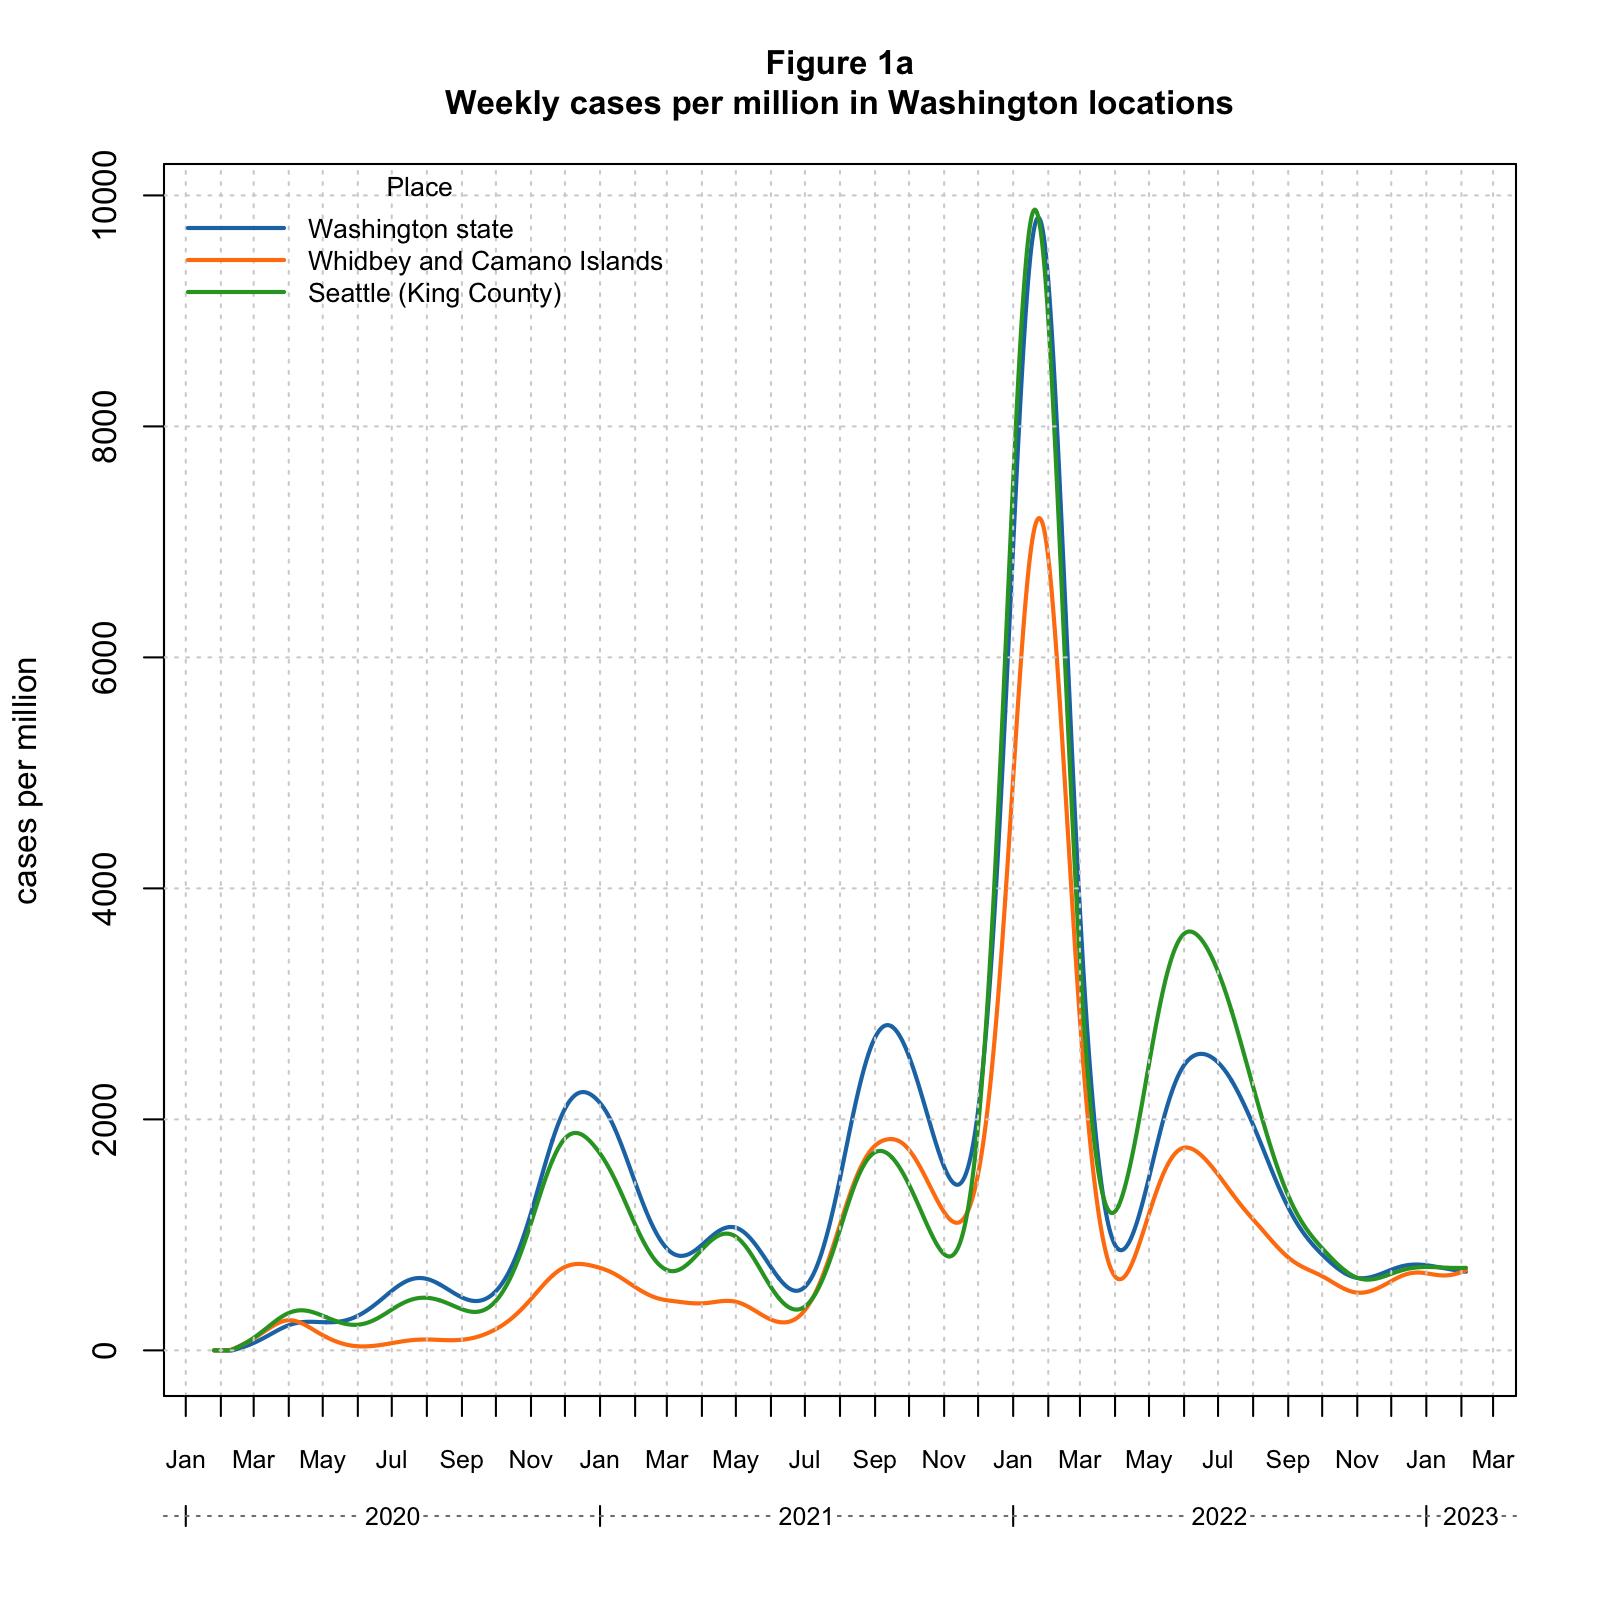 Figure 1a
Weekly cases per million in Washington locations
Place
Washington state
Whidbey and Camano Islands
Seattle (King County)
cases per million
10000
8000
6000
4000
2000
0
Jan Mar May Jul Sep Nov Jan Mar May Jul Sep Nov Jan Mar May Jul Sep Nov Jan Mar
2020 2021 2022 2023